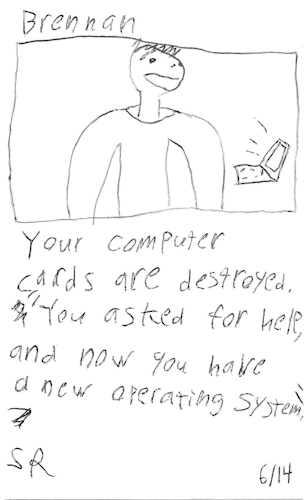 Brennan
Your computer
cards are destroyed.
You asked for help,
and now you have
a new operating system.
SR
6/14